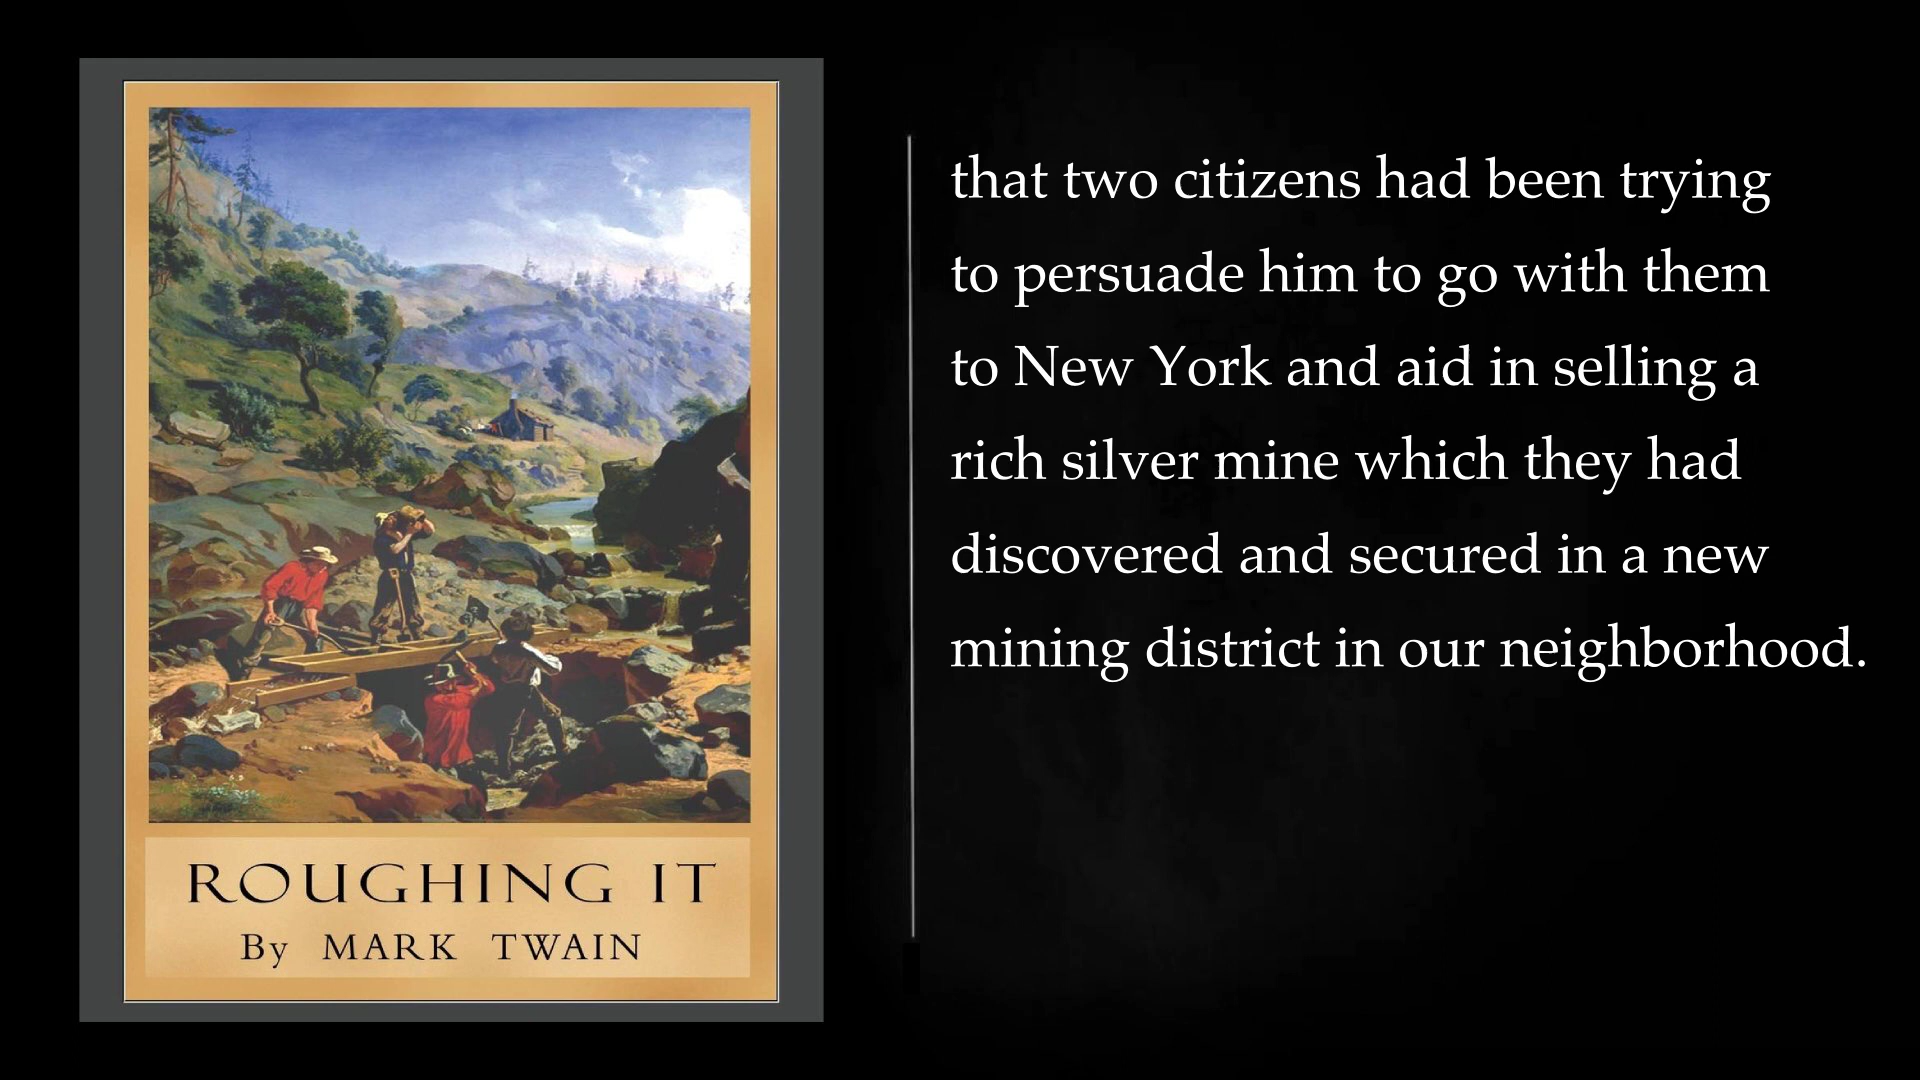 ROUGHING IT
By MARK TWAIN
that two citizens had been trying
to persuade him to go with them
to New York and aid in selling a
rich silver mine which they had
discovered and secured in a new
mining district in our neighborhood.